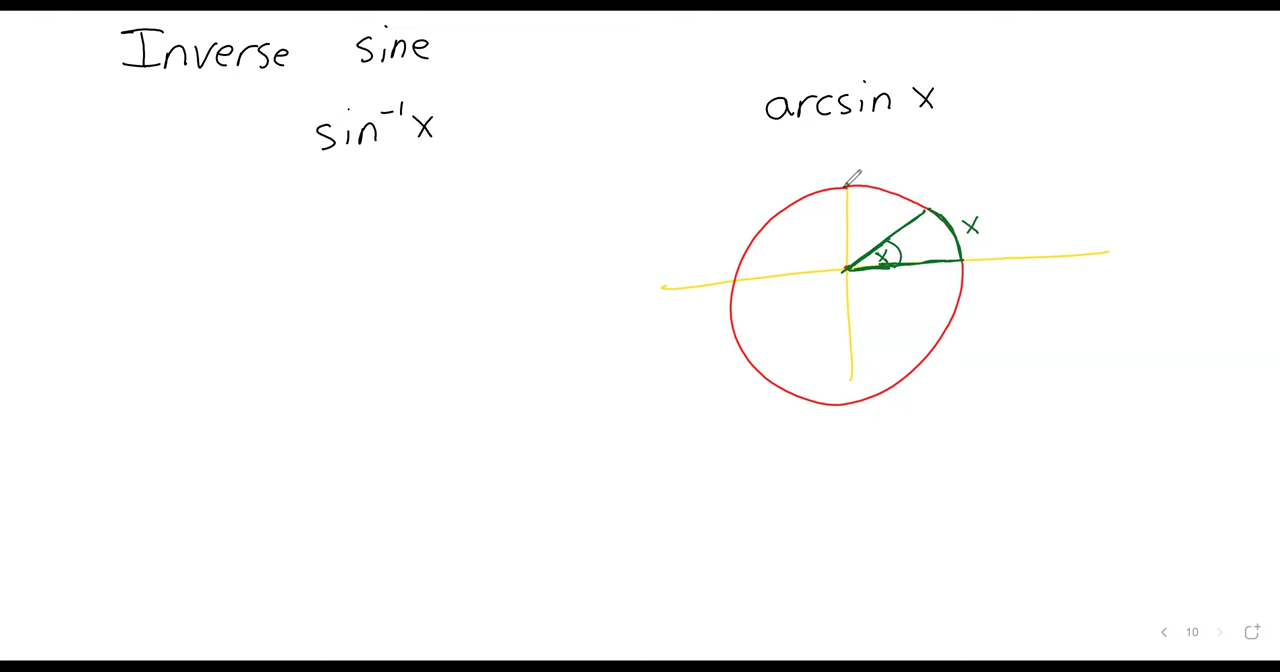 Inverse sine
arcsin x
sin⁻¹x
x
x
10